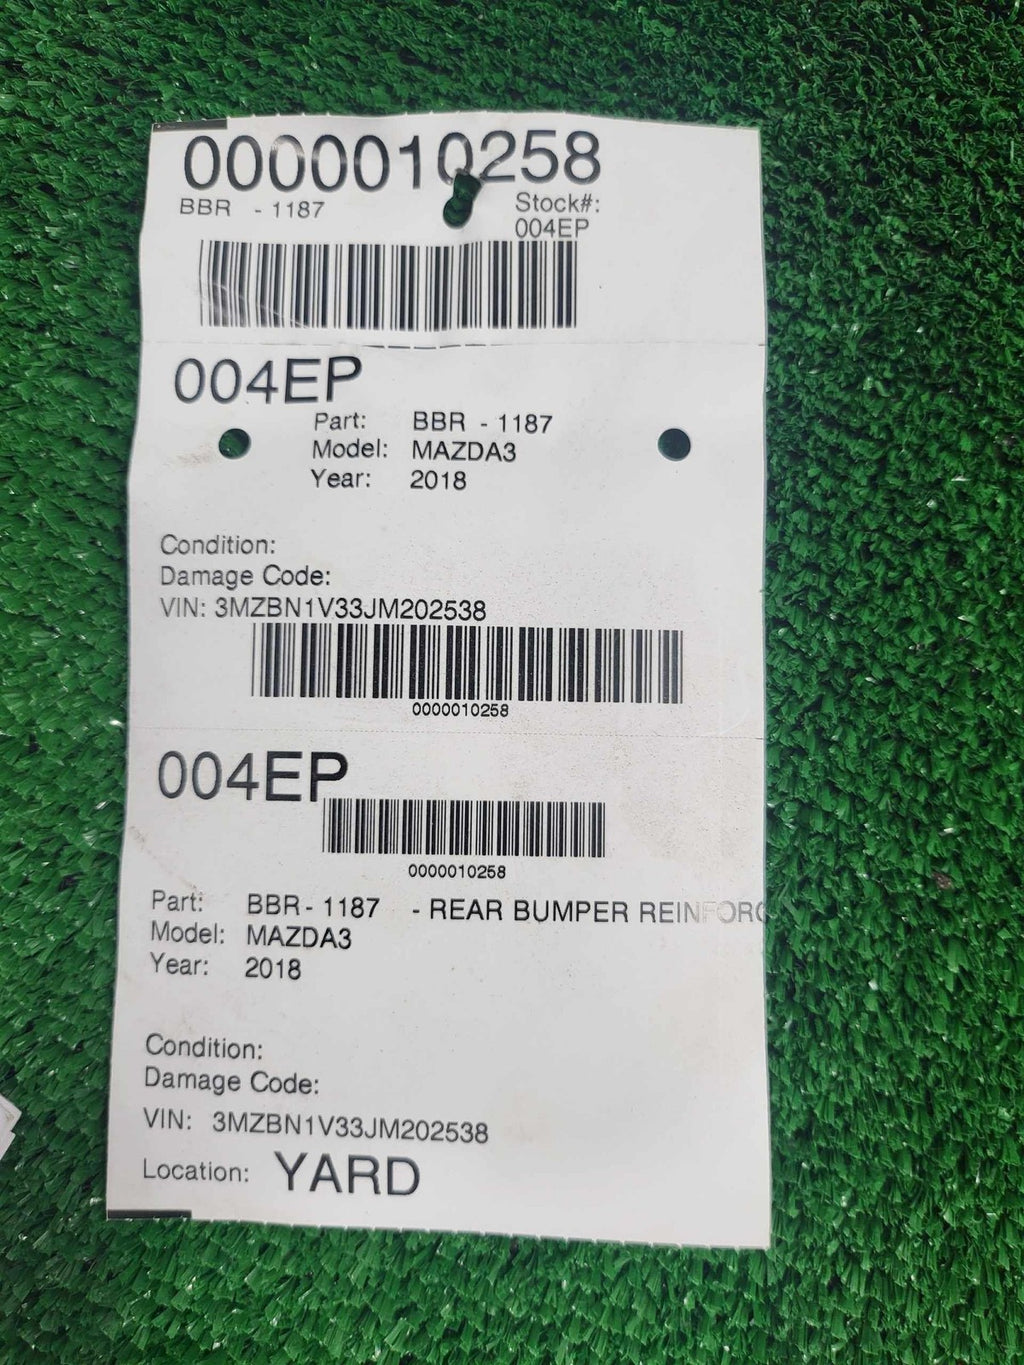 0000010258
BBR - 1187
Stock#:
004EP
004EP
Part: BBR - 1187
Model: MAZDA3
Year: 2018
Condition:
Damage Code:
VIN: 3MZBN1V33JM202538
0000010258
004EP
0000010258
Part: BBR- 1187 - REAR BUMPER REINFORC
Model: MAZDA3
Year: 2018
Condition:
Damage Code:
VIN: 3MZBN1V33JM202538
Location: YARD